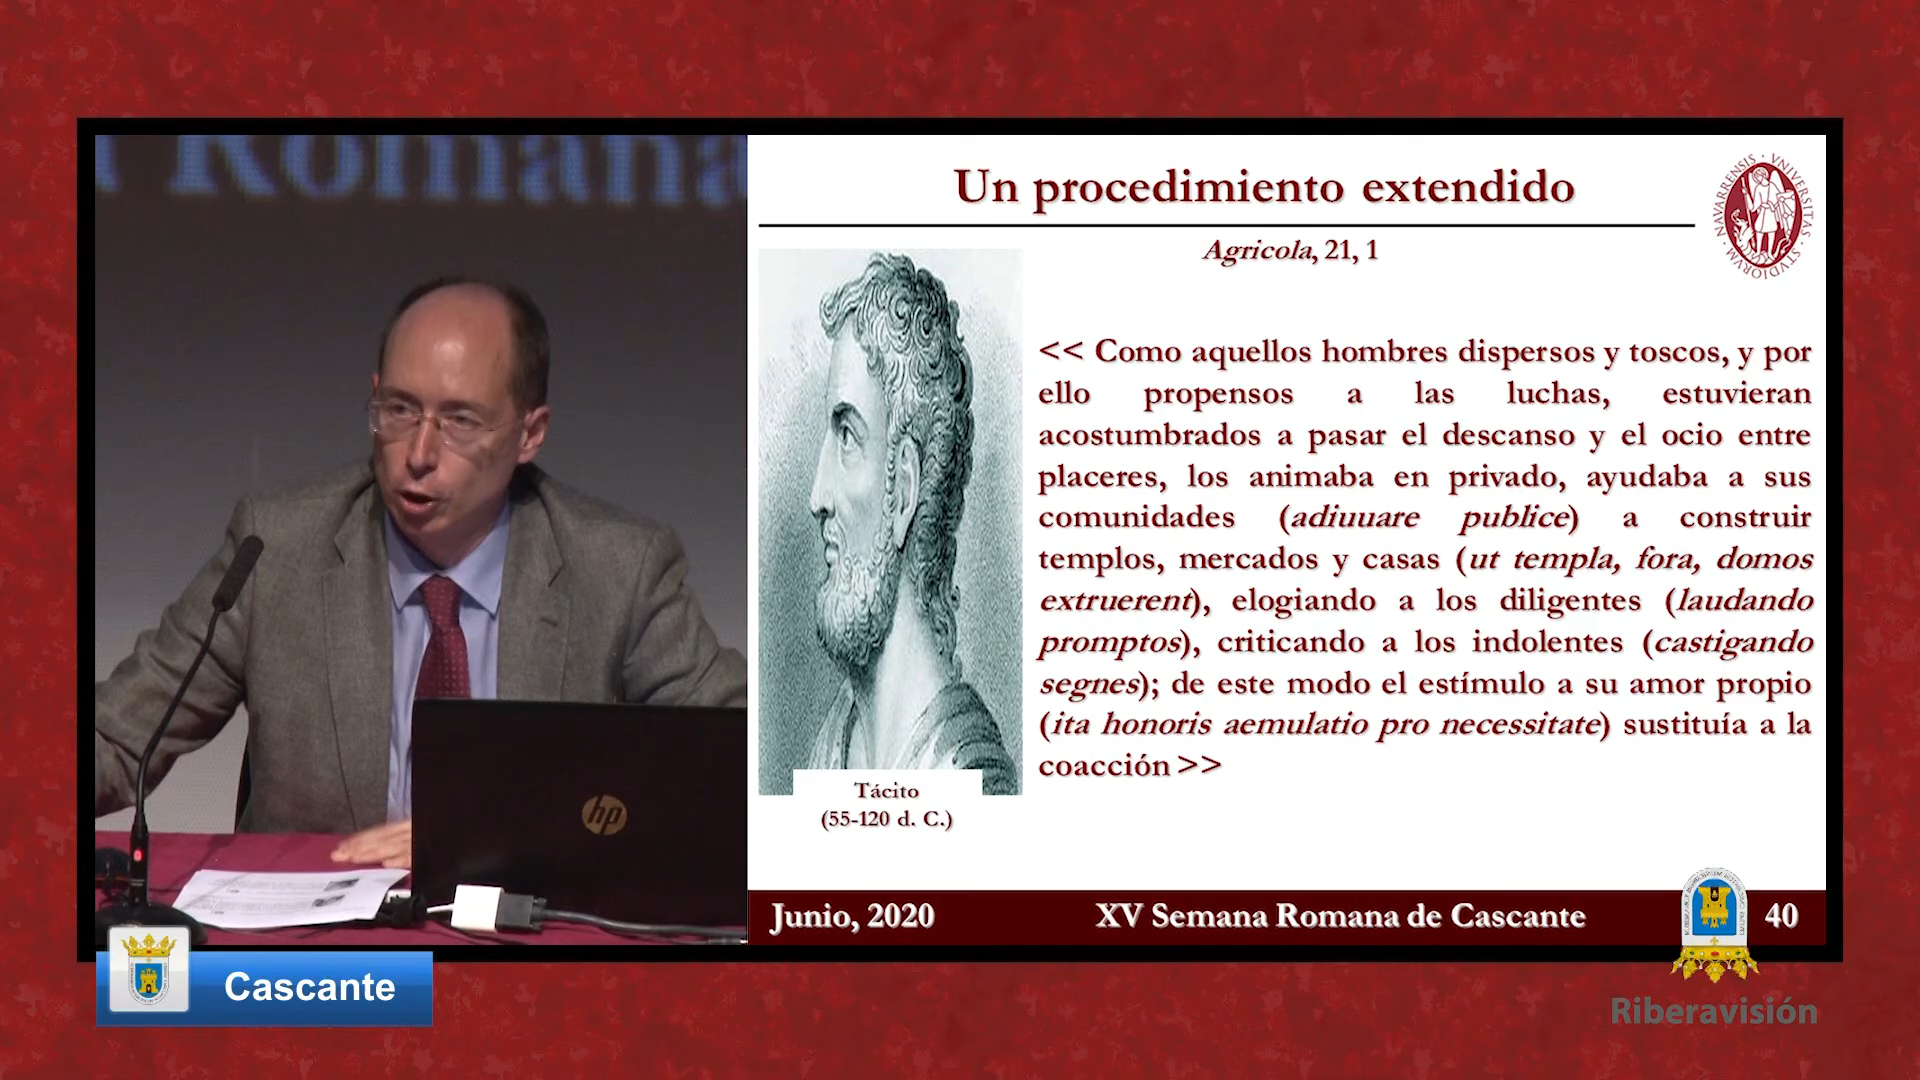 a Romana
Un procedimiento extendido
Agricola, 21, 1
NAVARRENSIS · VNIVERSITAS · STVDIORVM
<< Como aquellos hombres dispersos y toscos, y por
ello propensos a las luchas, estuvieran
acostumbrados a pasar el descanso y el ocio entre
placeres, los animaba en privado, ayudaba a sus
comunidades (adiuuare publice) a construir
templos, mercados y casas (ut templa, fora, domos
extruerent), elogiando a los diligentes (laudando
promptos), criticando a los indolentes (castigando
segnes); de este modo el estímulo a su amor propio
(ita honoris aemulatio pro necessitate) sustituía a la
coacción >>
Tácito
(55-120 d. C.)
hp
Junio, 2020
XV Semana Romana de Cascante
40
Cascante
Riberavisión